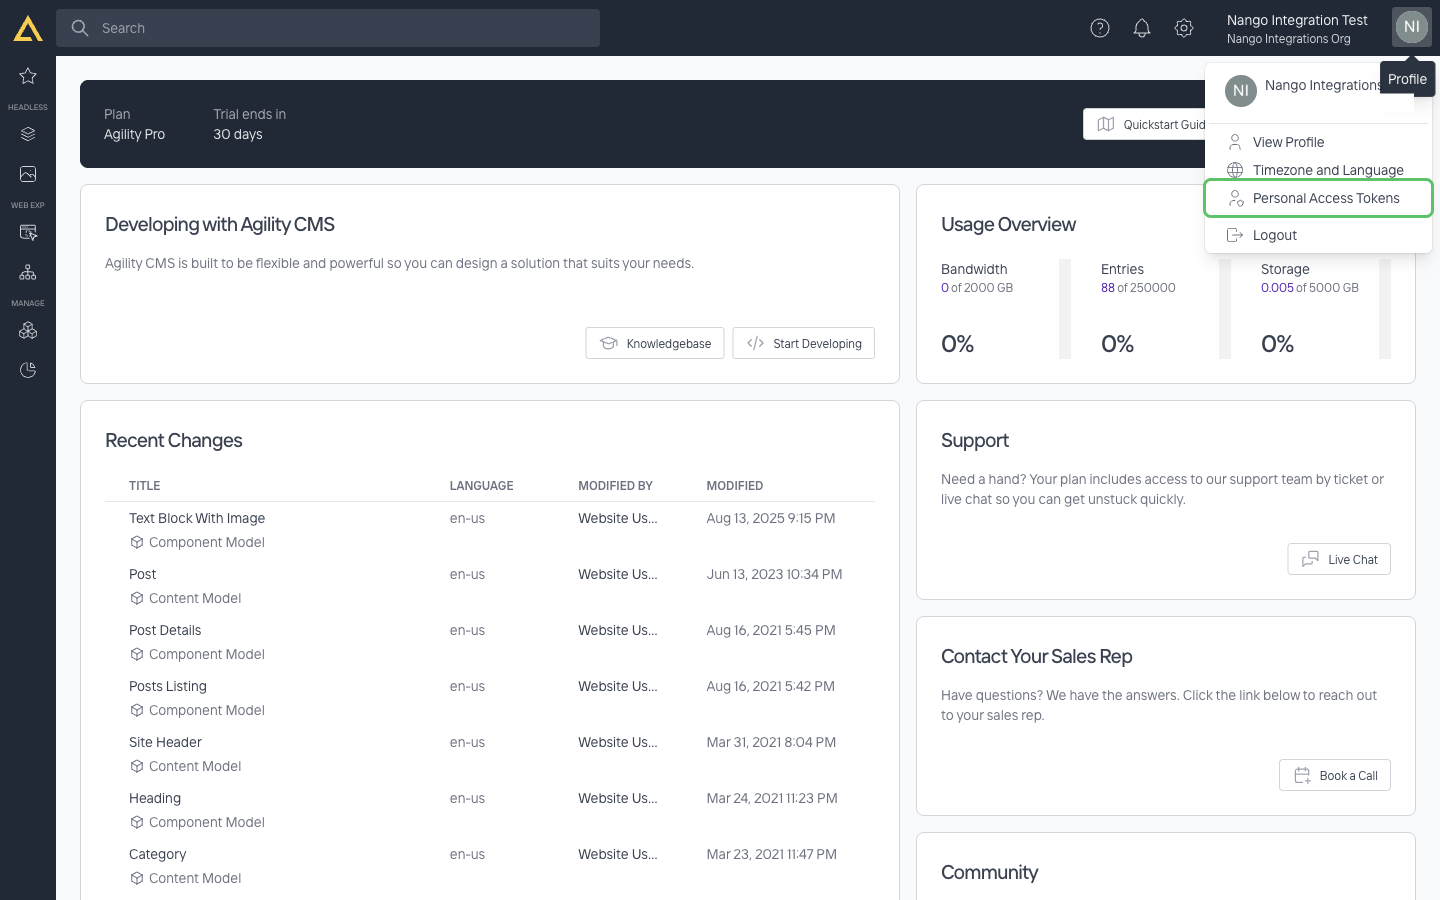 Search
Nango Integration Test
Nango Integrations Org
NI
Profile
NI
Nango Integrations
View Profile
Timezone and Language
Personal Access Tokens
Logout
HEADLESS
WEB EXP
MANAGE
Plan
Agility Pro
Trial ends in
30 days
Quickstart Guid
Developing with Agility CMS
Agility CMS is built to be flexible and powerful so you can design a solution that suits your needs.
Knowledgebase
Start Developing
Usage Overview
Bandwidth
0 of 2000 GB
0%
Entries
88 of 250000
0%
Storage
0.005 of 5000 GB
0%
Recent Changes
TITLE LANGUAGE MODIFIED BY MODIFIED
Text Block With Image en-us Website Us... Aug 13, 2025 9:15 PM
Component Model
Post en-us Website Us... Jun 13, 2023 10:34 PM
Content Model
Post Details en-us Website Us... Aug 16, 2021 5:45 PM
Component Model
Posts Listing en-us Website Us... Aug 16, 2021 5:42 PM
Component Model
Site Header en-us Website Us... Mar 31, 2021 8:04 PM
Content Model
Heading en-us Website Us... Mar 24, 2021 11:23 PM
Component Model
Category en-us Website Us... Mar 23, 2021 11:47 PM
Content Model
Support
Need a hand? Your plan includes access to our support team by ticket or
live chat so you can get unstuck quickly.
Live Chat
Contact Your Sales Rep
Have questions? We have the answers. Click the link below to reach out
to your sales rep.
Book a Call
Community